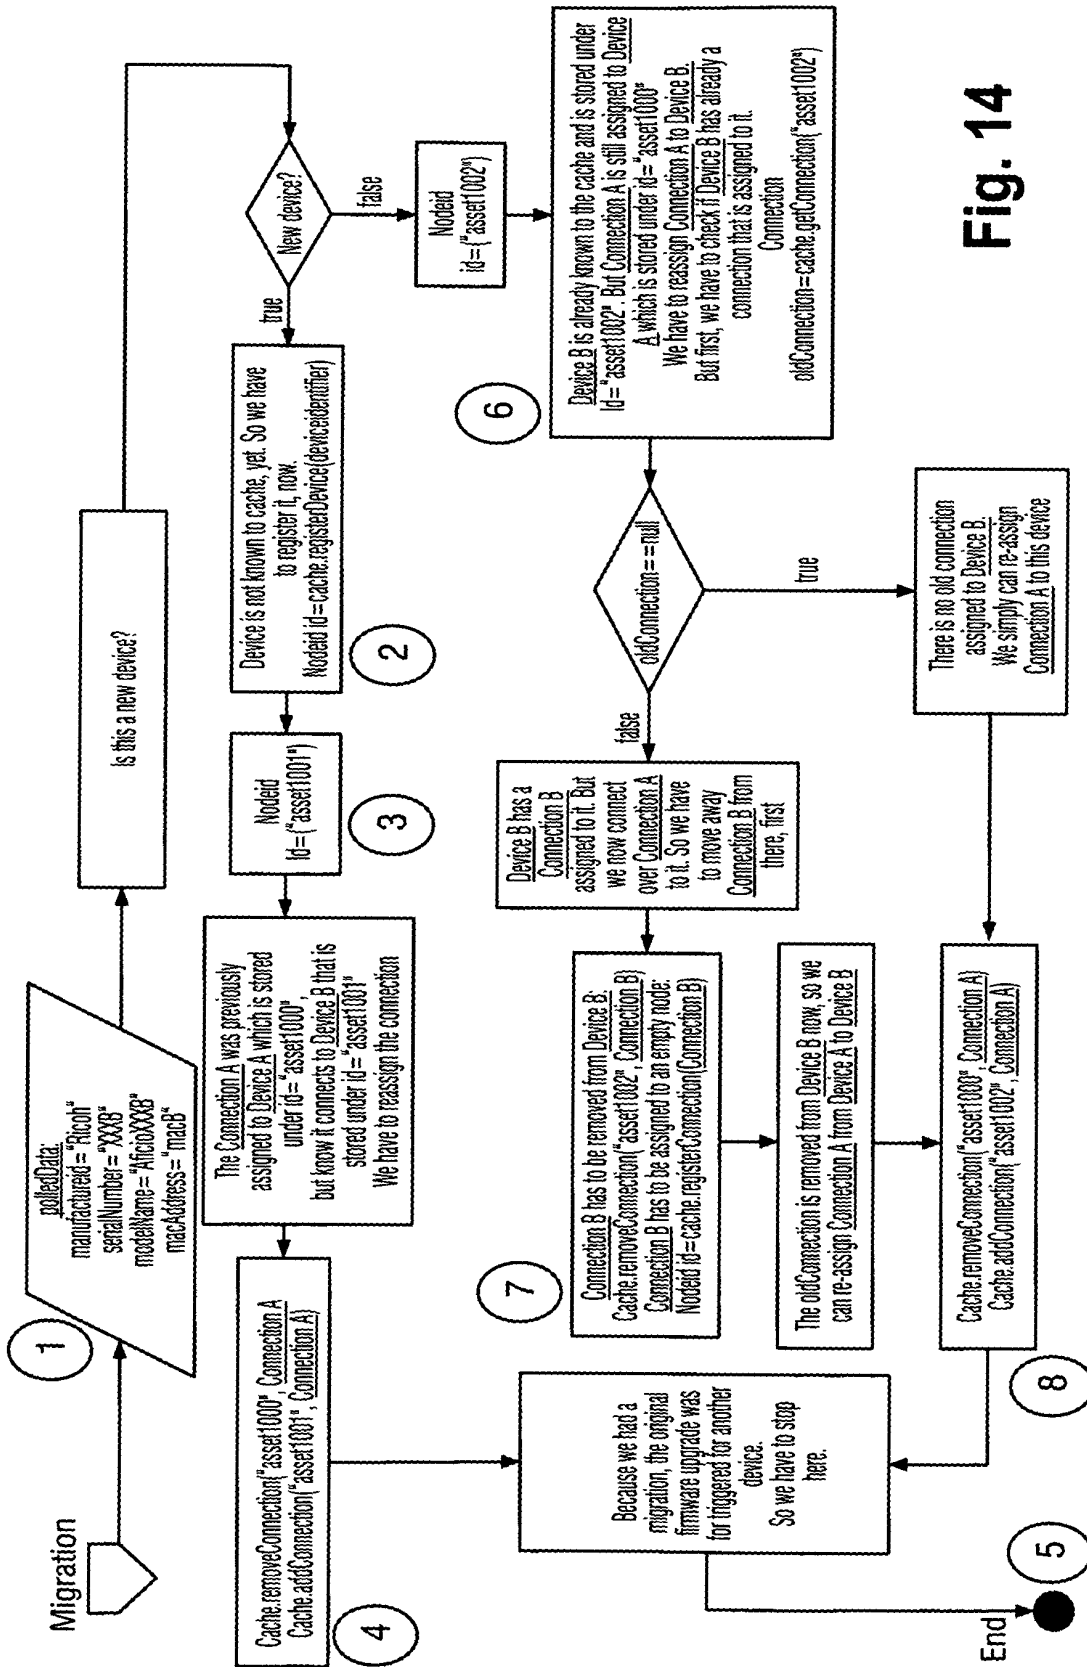 Migration
1
polledData:
manufactureid="Ricoh"
serialNumber="XXXB"
modelName="AficioXXXB"
macAddress="macB"
Is this a new device?
New device?
true
false
Device is not known to cache, yet. So we have
to register it, now.
Nodeid id=cache.registerDevice(deviceidentifier)
2
Nodeid
Id=("asset1001")
3
The Connection A was previously
assigned to Device A which is stored
under id="asset1000",
but know it connects to Device B that is
stored under id="asset1001"
We have to reassign the connection
Cache.removeConnection("asset1000", Connection A
Cache.addConnection("asset1001", Connection A)
4
Nodeid
id=("asset1002")
Device B is already known to the cache and is stored under
Id="asset1002". But Connection A is still assigned to Device
A which is stored under id="asset1000"
We have to reassign Connection A to Device B.
But first, we have to check if Device B has already a
connection that is assigned to it.
Connection
oldConnection=cache.getConnection("asset1002")
6
oldConnection==null
false
true
Device B has a
Connection B
assigned to it. But
we now connect
over Connection A
to it. So we have
to move away
Connection B from
there, first
There is no old connection
assigned to Device B.
We simply can re-assign
Connection A to this device
Connection B has to be removed from Device B:
Cache.removeConnection("asset1002", Connection B)
Connection B has to be assigned to an empty node:
Nodeid id=cache.registerConnection(Connection B)
7
The oldConnection is removed from Device B now, so we
can re-assign Connection A from Device A to Device B
Cache.removeConnection("asset1000", Connection A)
Cache.addConnection("asset1002", Connection A)
8
Because we had a
migration, the original
firmware upgrade was
for triggered for another
device.
So we have to stop
here.
End
5
Fig. 14